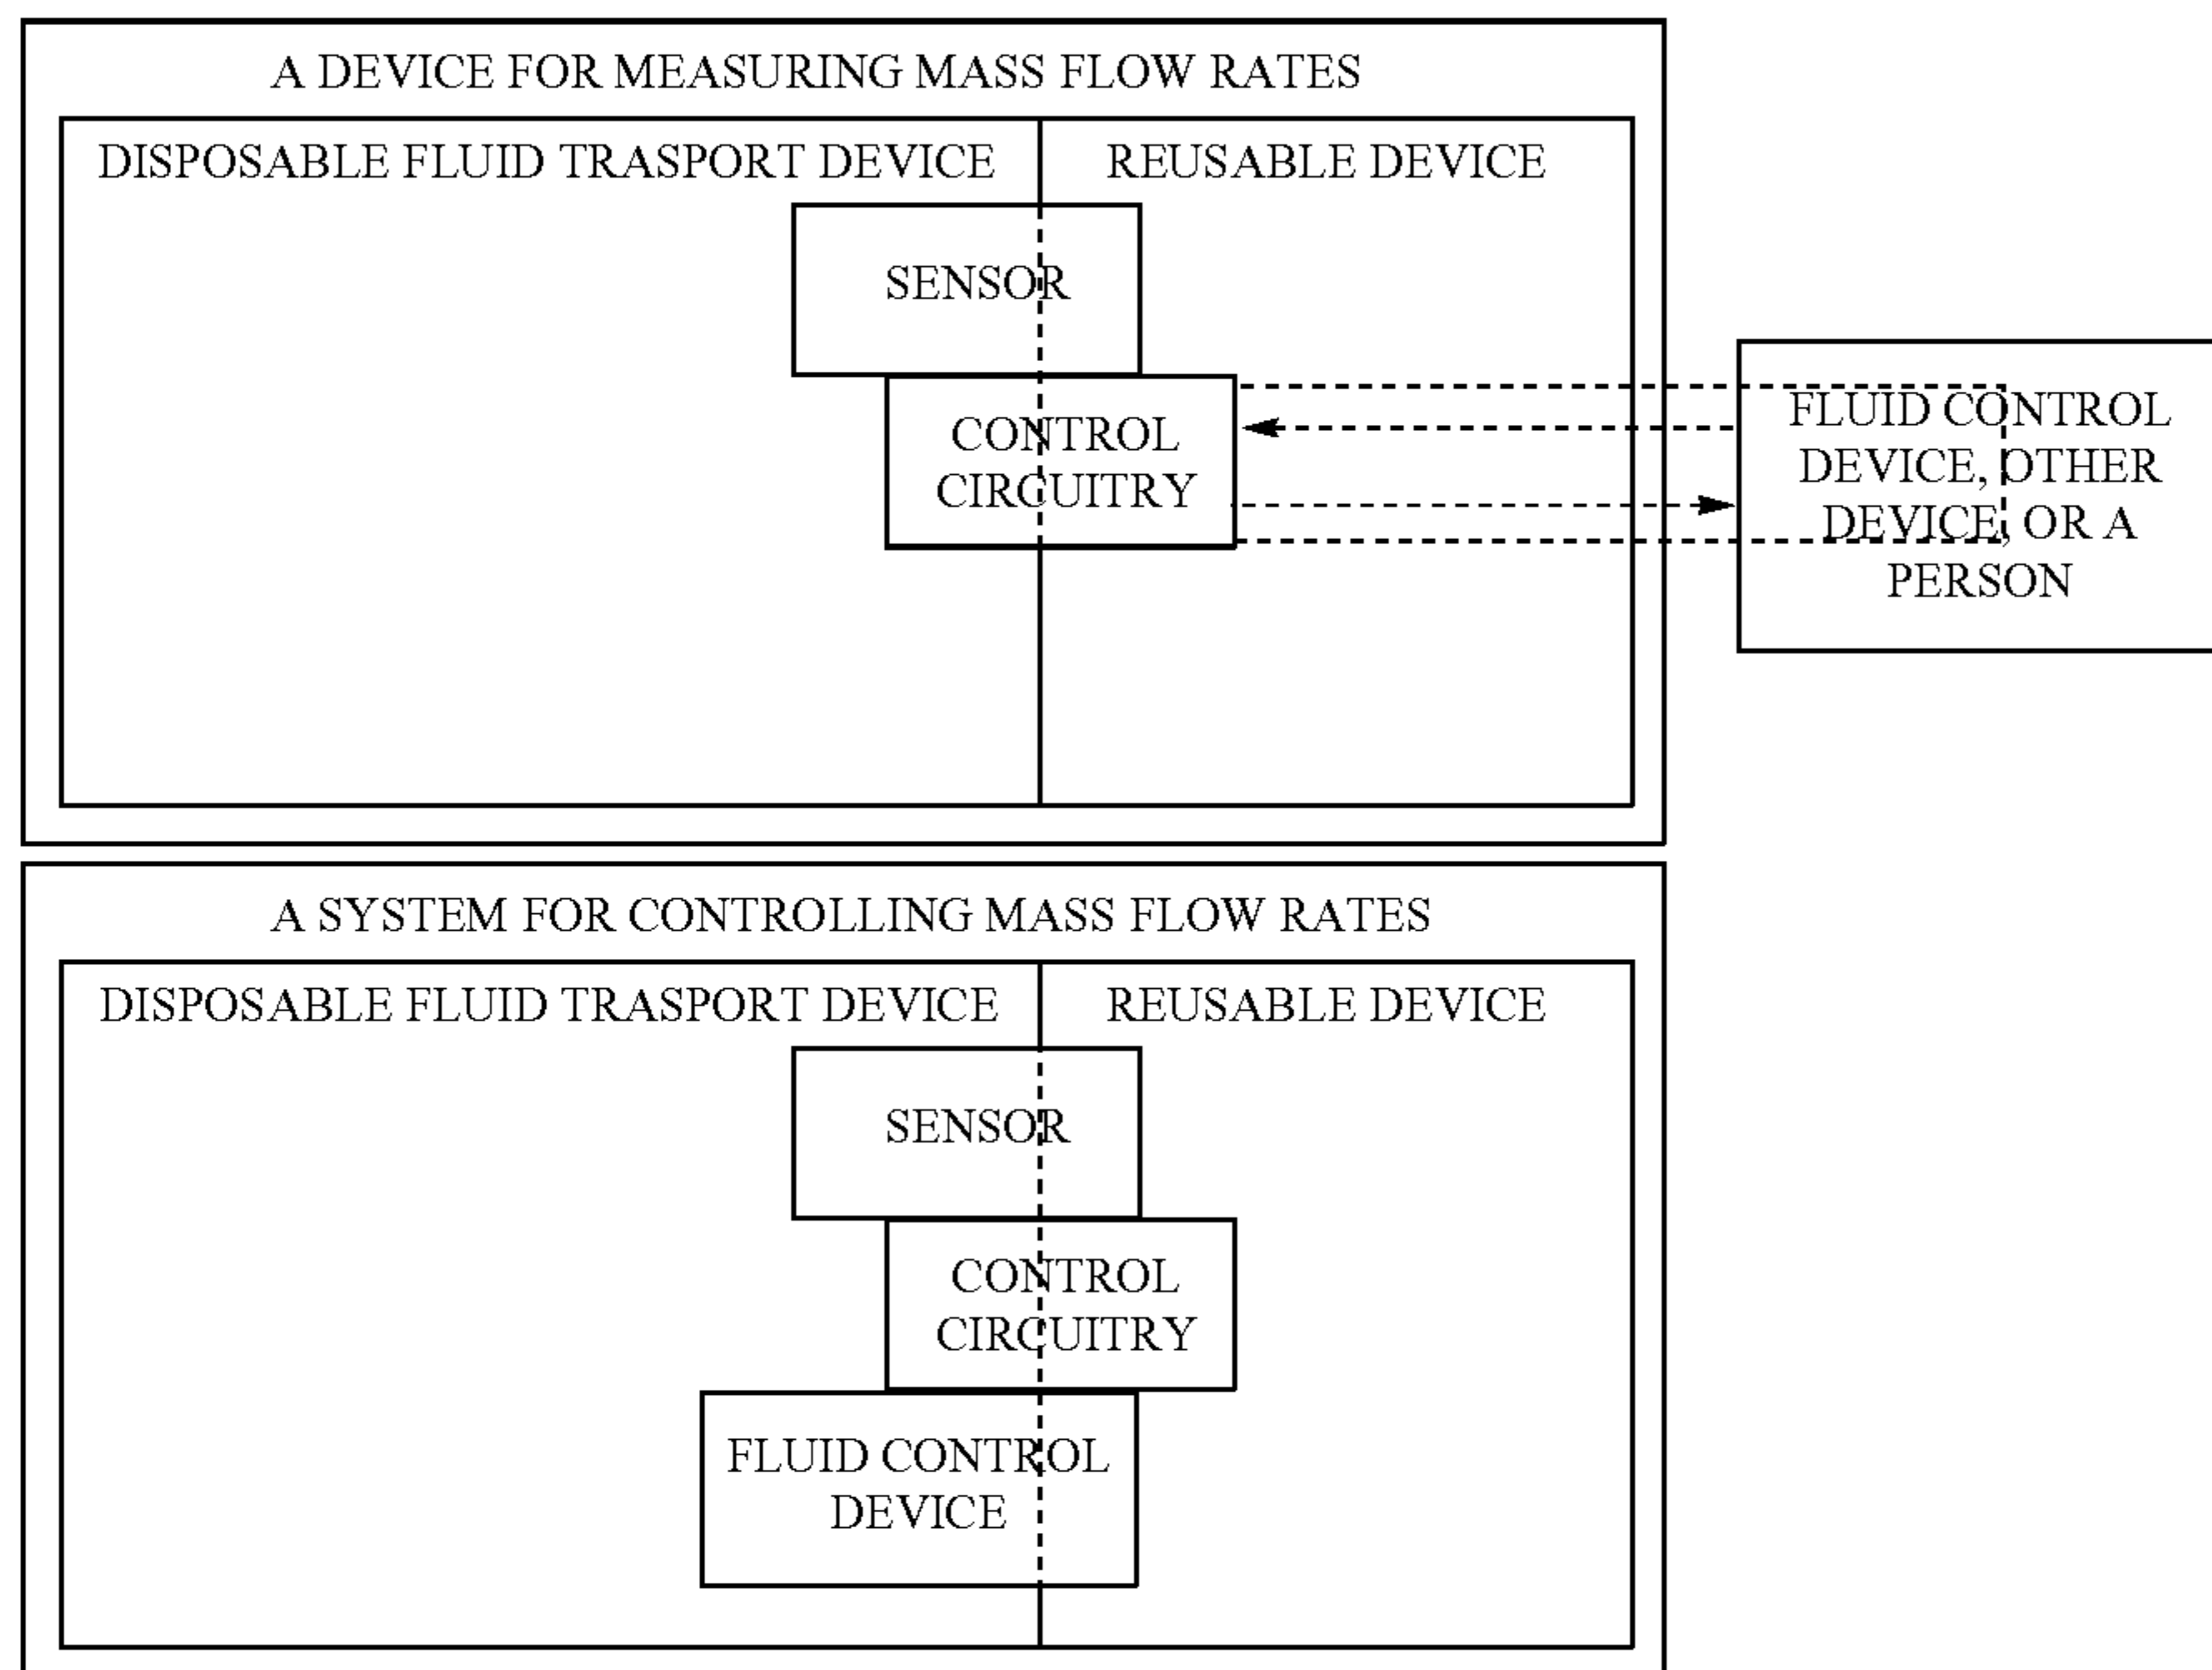 A DEVICE FOR MEASURING MASS FLOW RATES
DISPOSABLE FLUID TRASPORT DEVICE
REUSABLE DEVICE
SENSOR
CONTROL
CIRCUITRY
FLUID CONTROL
DEVICE, OTHER
DEVICE, OR A
PERSON
A SYSTEM FOR CONTROLLING MASS FLOW RATES
DISPOSABLE FLUID TRASPORT DEVICE
REUSABLE DEVICE
SENSOR
CONTROL
CIRCUITRY
FLUID CONTROL
DEVICE